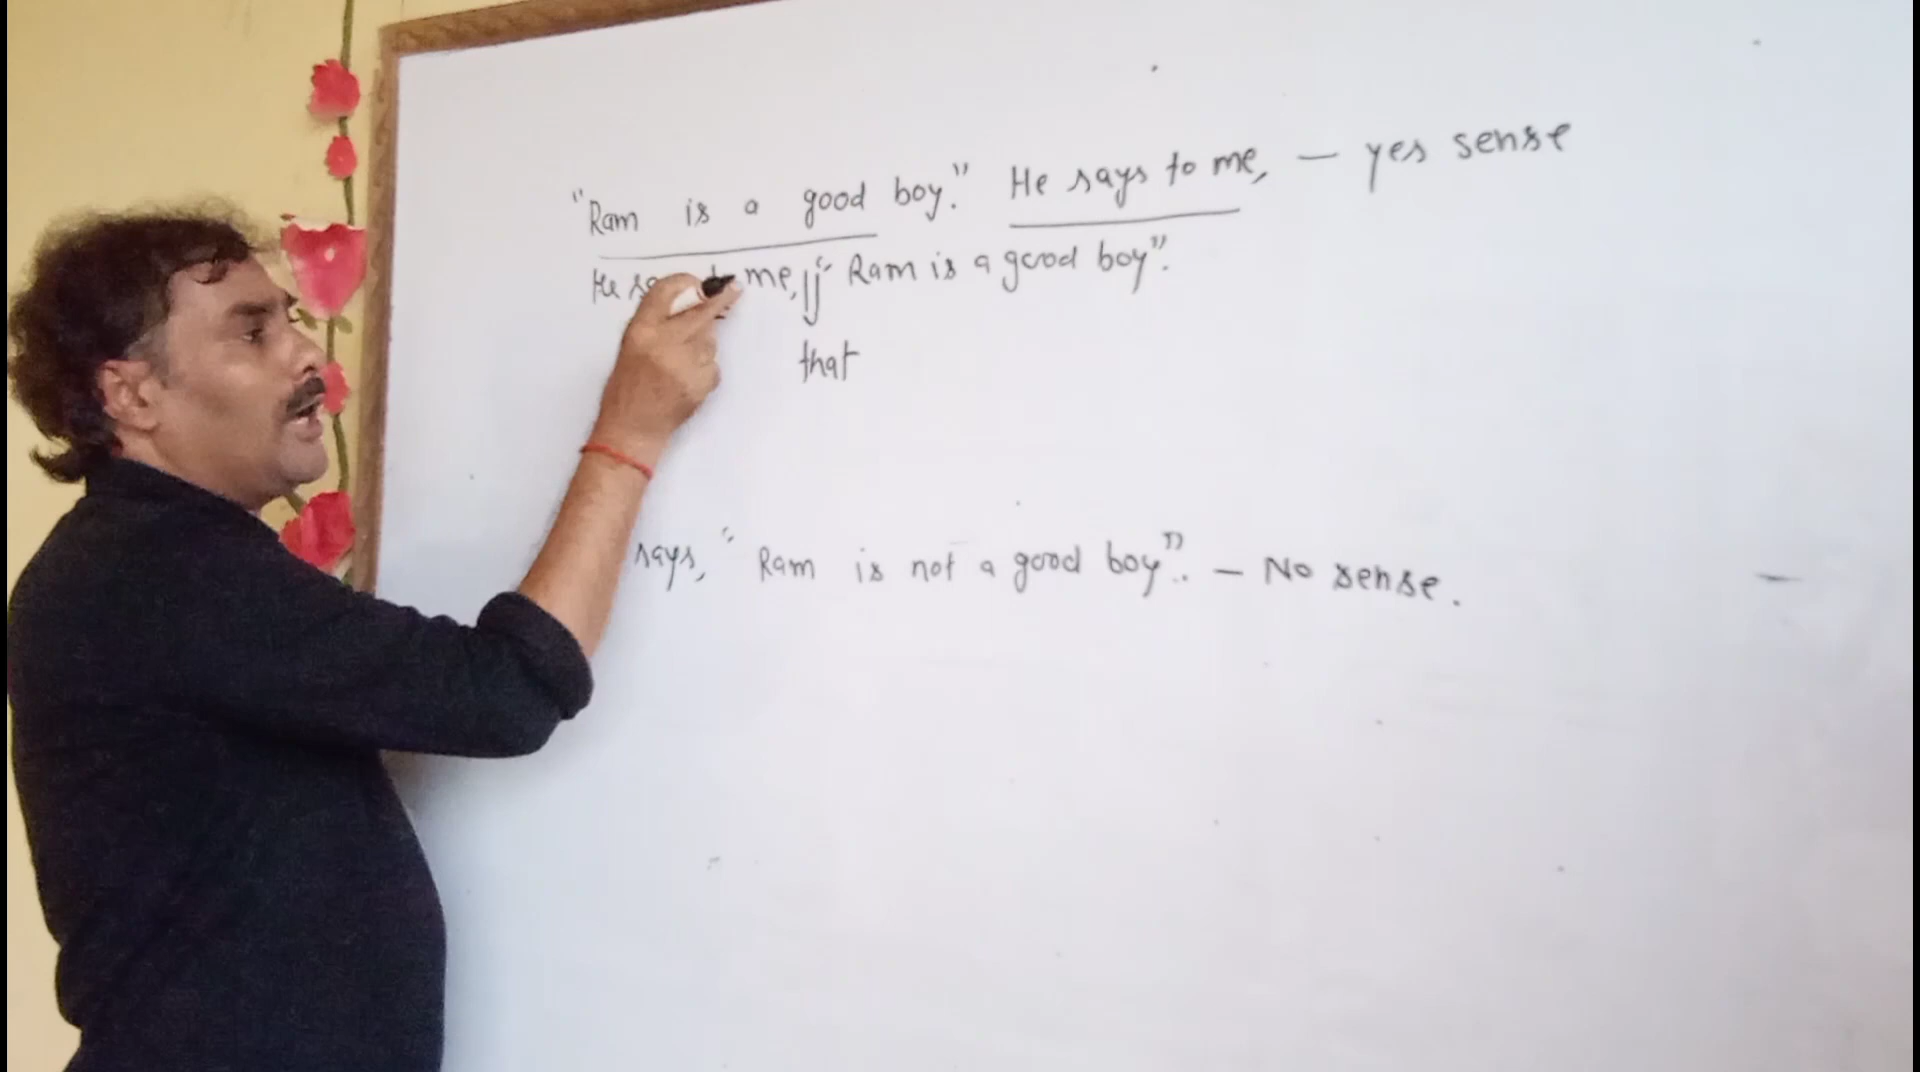 "Ram is a good boy." He says to me, — yes sense
He me, " Ram is a good boy".
that
says, " Ram is not a good boy". — No sense.